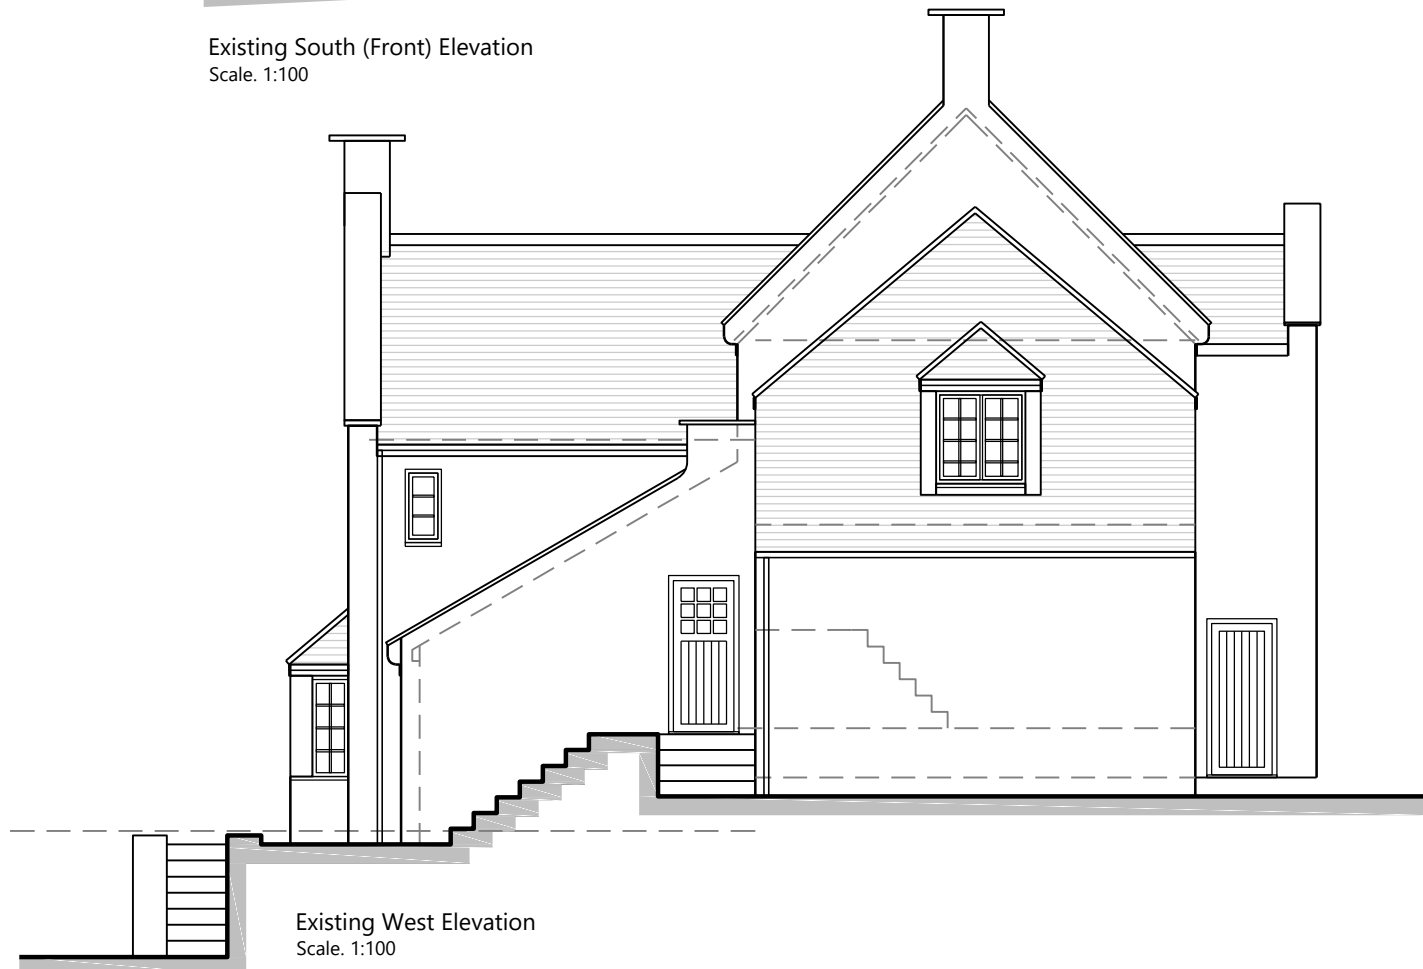 Existing South (Front) Elevation
Scale. 1:100
Existing West Elevation
Scale. 1:100